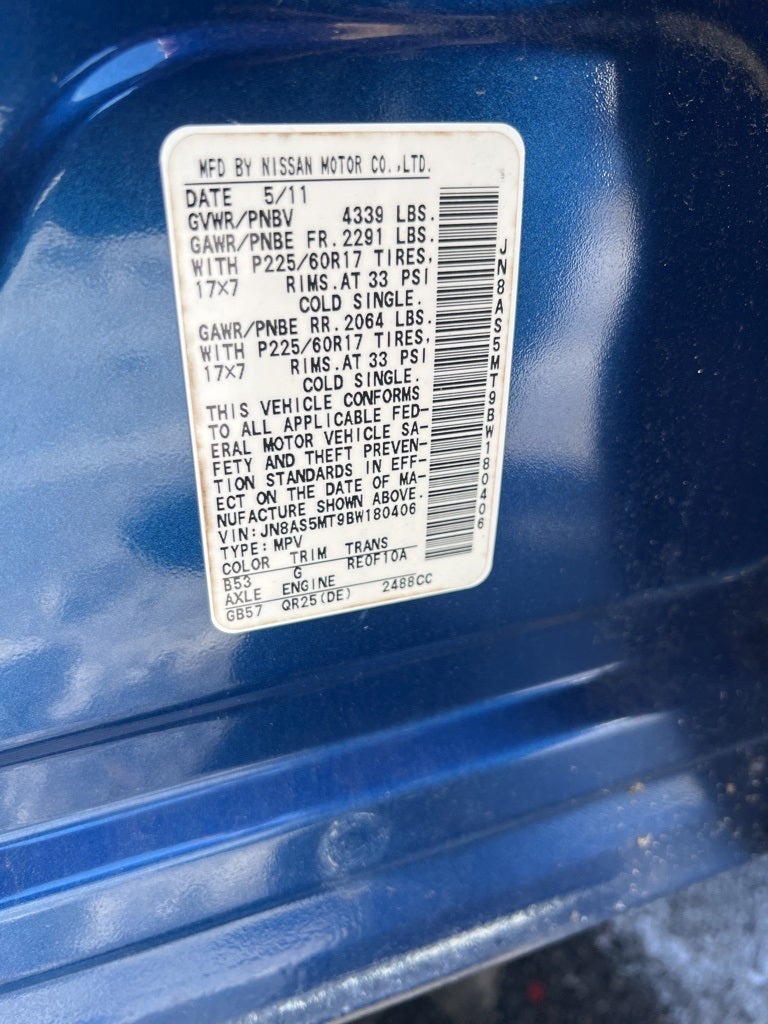 MFD BY NISSAN MOTOR CO.,LTD.
DATE 5/11
GVWR/PNBV 4339 LBS.
GAWR/PNBE FR. 2291 LBS.
WITH P225/60R17 TIRES,
17×7 RIMS.AT 33 PSI
COLD SINGLE.
GAWR/PNBE RR. 2064 LBS.
WITH P225/60R17 TIRES,
17×7 RIMS.AT 33 PSI
COLD SINGLE.
THIS VEHICLE CONFORMS
TO ALL APPLICABLE FED-
ERAL MOTOR VEHICLE SA-
FETY AND THEFT PREVEN-
TION STANDARDS IN EFF-
ECT ON THE DATE OF MA-
NUFACTURE SHOWN ABOVE.
VIN:JN8AS5MT9BW180406
TYPE:MPV
COLOR TRIM TRANS
B53 G RE0F10A
AXLE ENGINE
GB57 QR25(DE) 2488CC
JN8AS5MT9BW180406